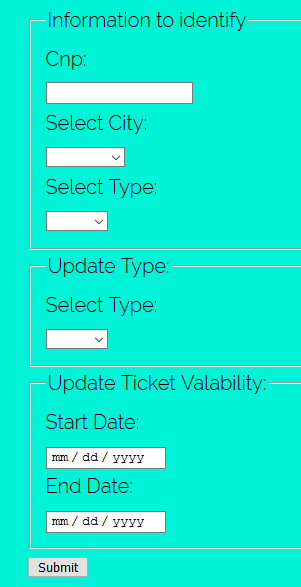 Information to identify
Cnp:
Select City:
Select Type:
Update Type:
Select Type:
Update Ticket Valability:
Start Date:
mm / dd / yyyy
End Date:
mm / dd / yyyy
Submit